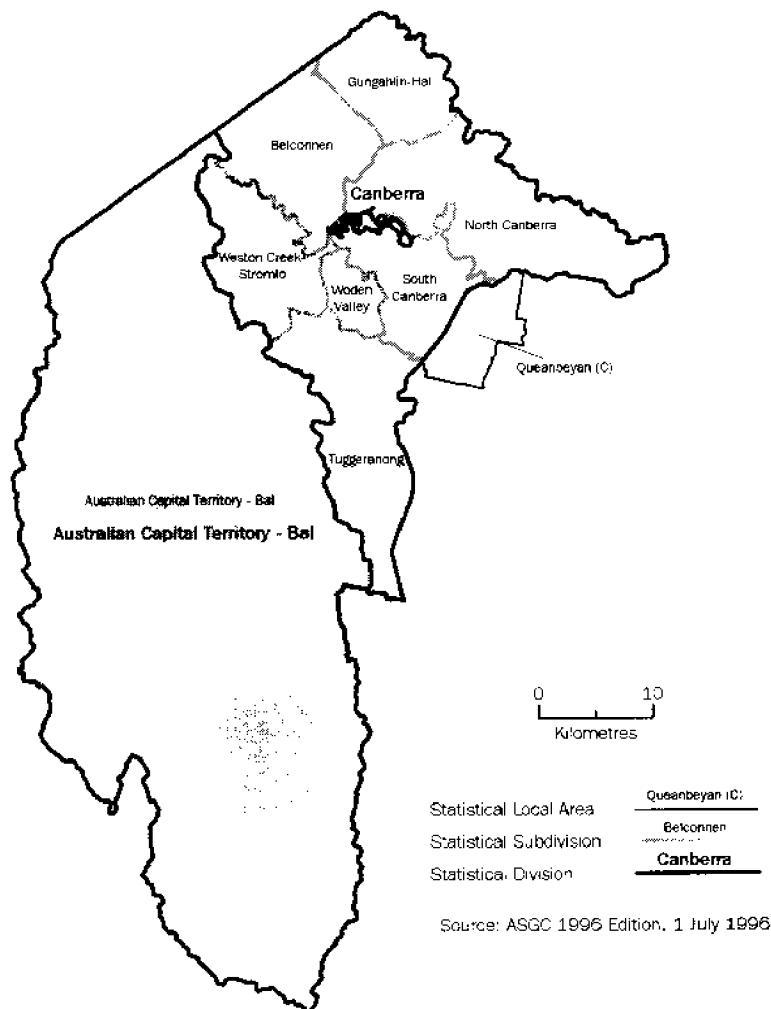 Gungahlin-Hal
Belconnen
Canberra
North Canberra
Weston Creek
Stromlo
Woden
Valley
South
Canberra
Queanbeyan (C)
Tuggeranong
Australian Capital Territory - Bal
Australian Capital Territory - Bal
0 10
Kilometres
Statistical Local Area Queanbeyan (C)
Statistical Subdivision Belconnen
Statistical Division Canberra
Source: ASGC 1996 Edition, 1 July 1996